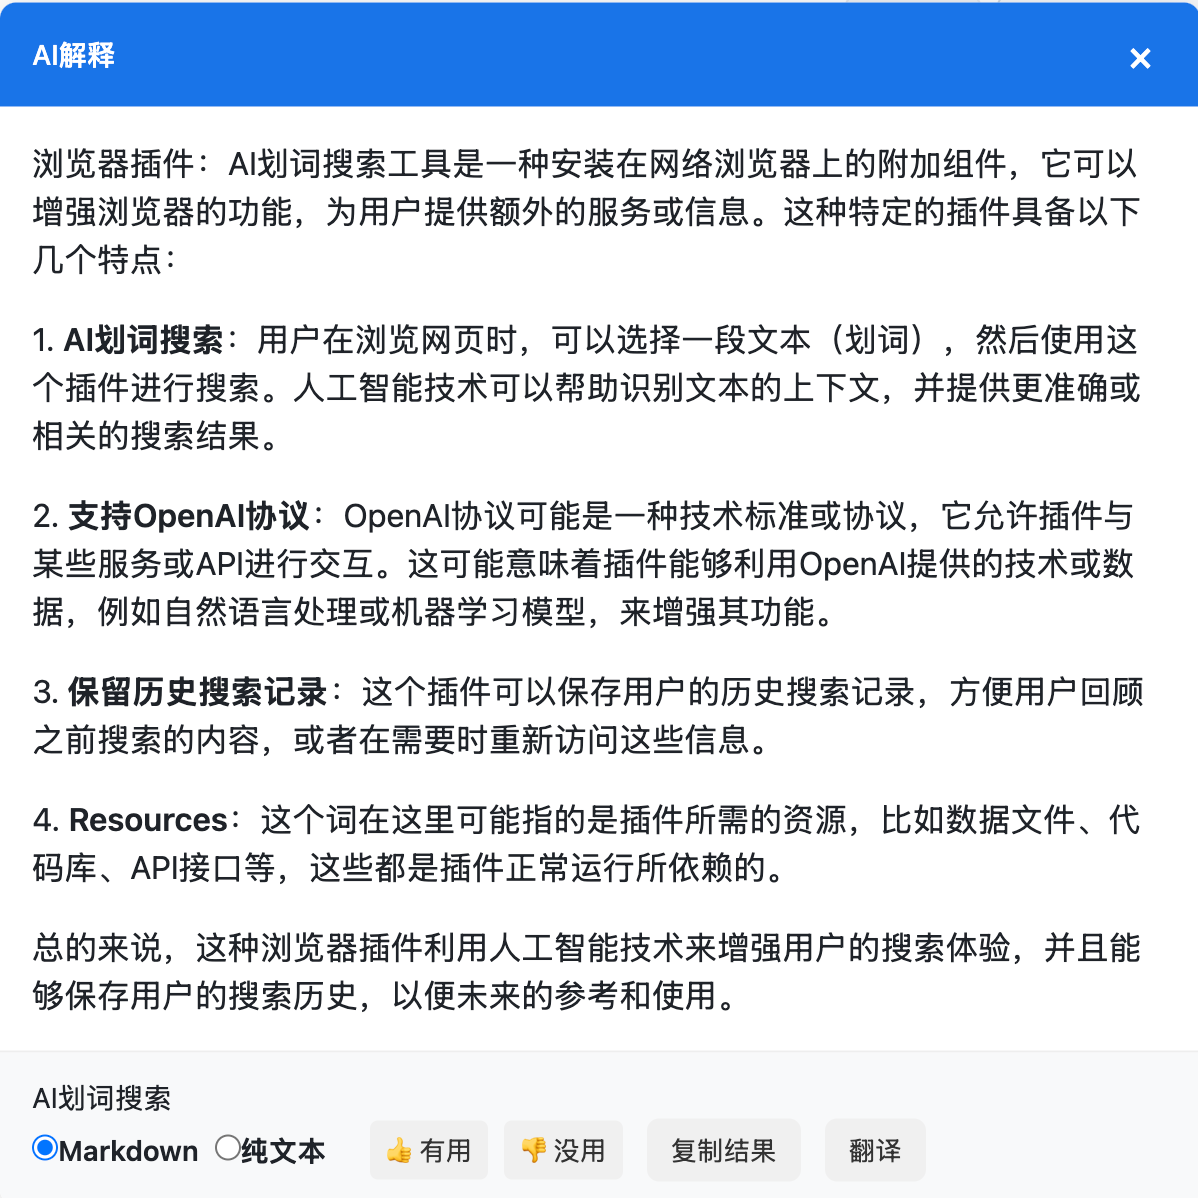 AI解释
×
浏览器插件：AI划词搜索工具是一种安装在网络浏览器上的附加组件，它可以
增强浏览器的功能，为用户提供额外的服务或信息。这种特定的插件具备以下
几个特点：
1. AI划词搜索：用户在浏览网页时，可以选择一段文本（划词），然后使用这
个插件进行搜索。人工智能技术可以帮助识别文本的上下文，并提供更准确或
相关的搜索结果。
2. 支持OpenAI协议：OpenAI协议可能是一种技术标准或协议，它允许插件与
某些服务或API进行交互。这可能意味着插件能够利用OpenAI提供的技术或数
据，例如自然语言处理或机器学习模型，来增强其功能。
3. 保留历史搜索记录：这个插件可以保存用户的历史搜索记录，方便用户回顾
之前搜索的内容，或者在需要时重新访问这些信息。
4. Resources：这个词在这里可能指的是插件所需的资源，比如数据文件、代
码库、API接口等，这些都是插件正常运行所依赖的。
总的来说，这种浏览器插件利用人工智能技术来增强用户的搜索体验，并且能
够保存用户的搜索历史，以便未来的参考和使用。
AI划词搜索
Markdown 纯文本 👍 有用 👎 没用 复制结果 翻译